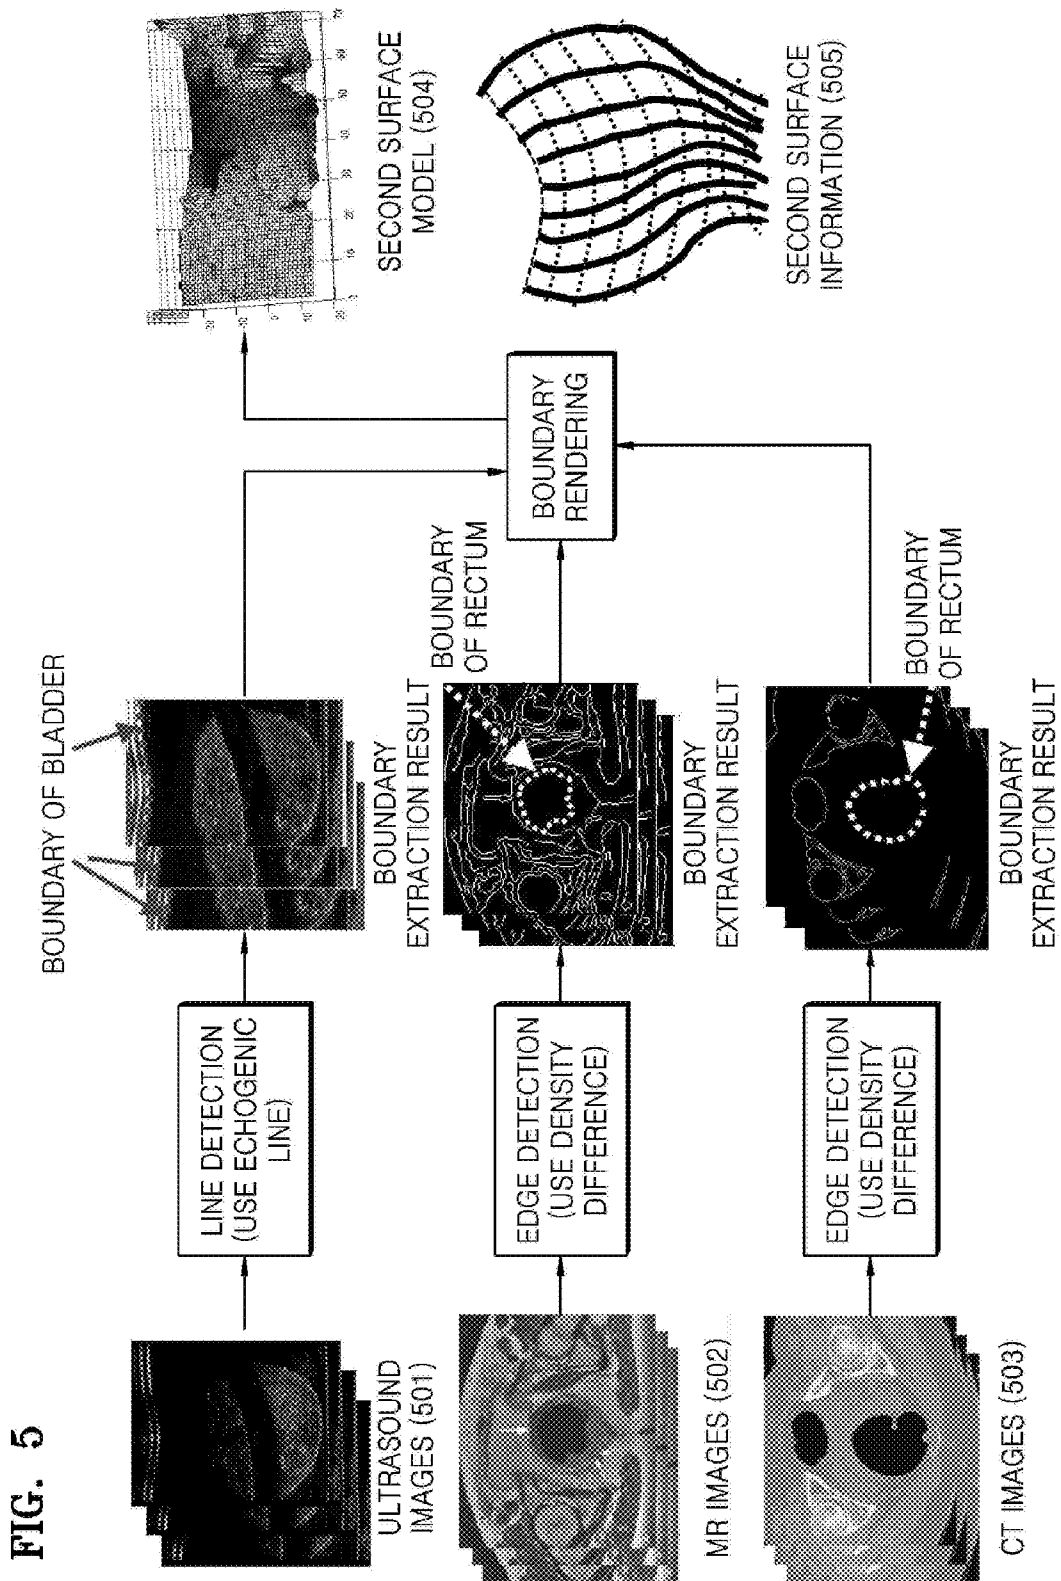 FIG. 5
ULTRASOUND
IMAGES (501)
LINE DETECTION
(USE ECHOGENIC
LINE)
BOUNDARY OF BLADDER
BOUNDARY
EXTRACTION RESULT
MR IMAGES (502)
EDGE DETECTION
(USE DENSITY
DIFFERENCE)
BOUNDARY
OF RECTUM
BOUNDARY
EXTRACTION RESULT
CT IMAGES (503)
EDGE DETECTION
(USE DENSITY
DIFFERENCE)
BOUNDARY
OF RECTUM
BOUNDARY
EXTRACTION RESULT
BOUNDARY
RENDERING
SECOND SURFACE
MODEL (504)
SECOND SURFACE
INFORMATION (505)